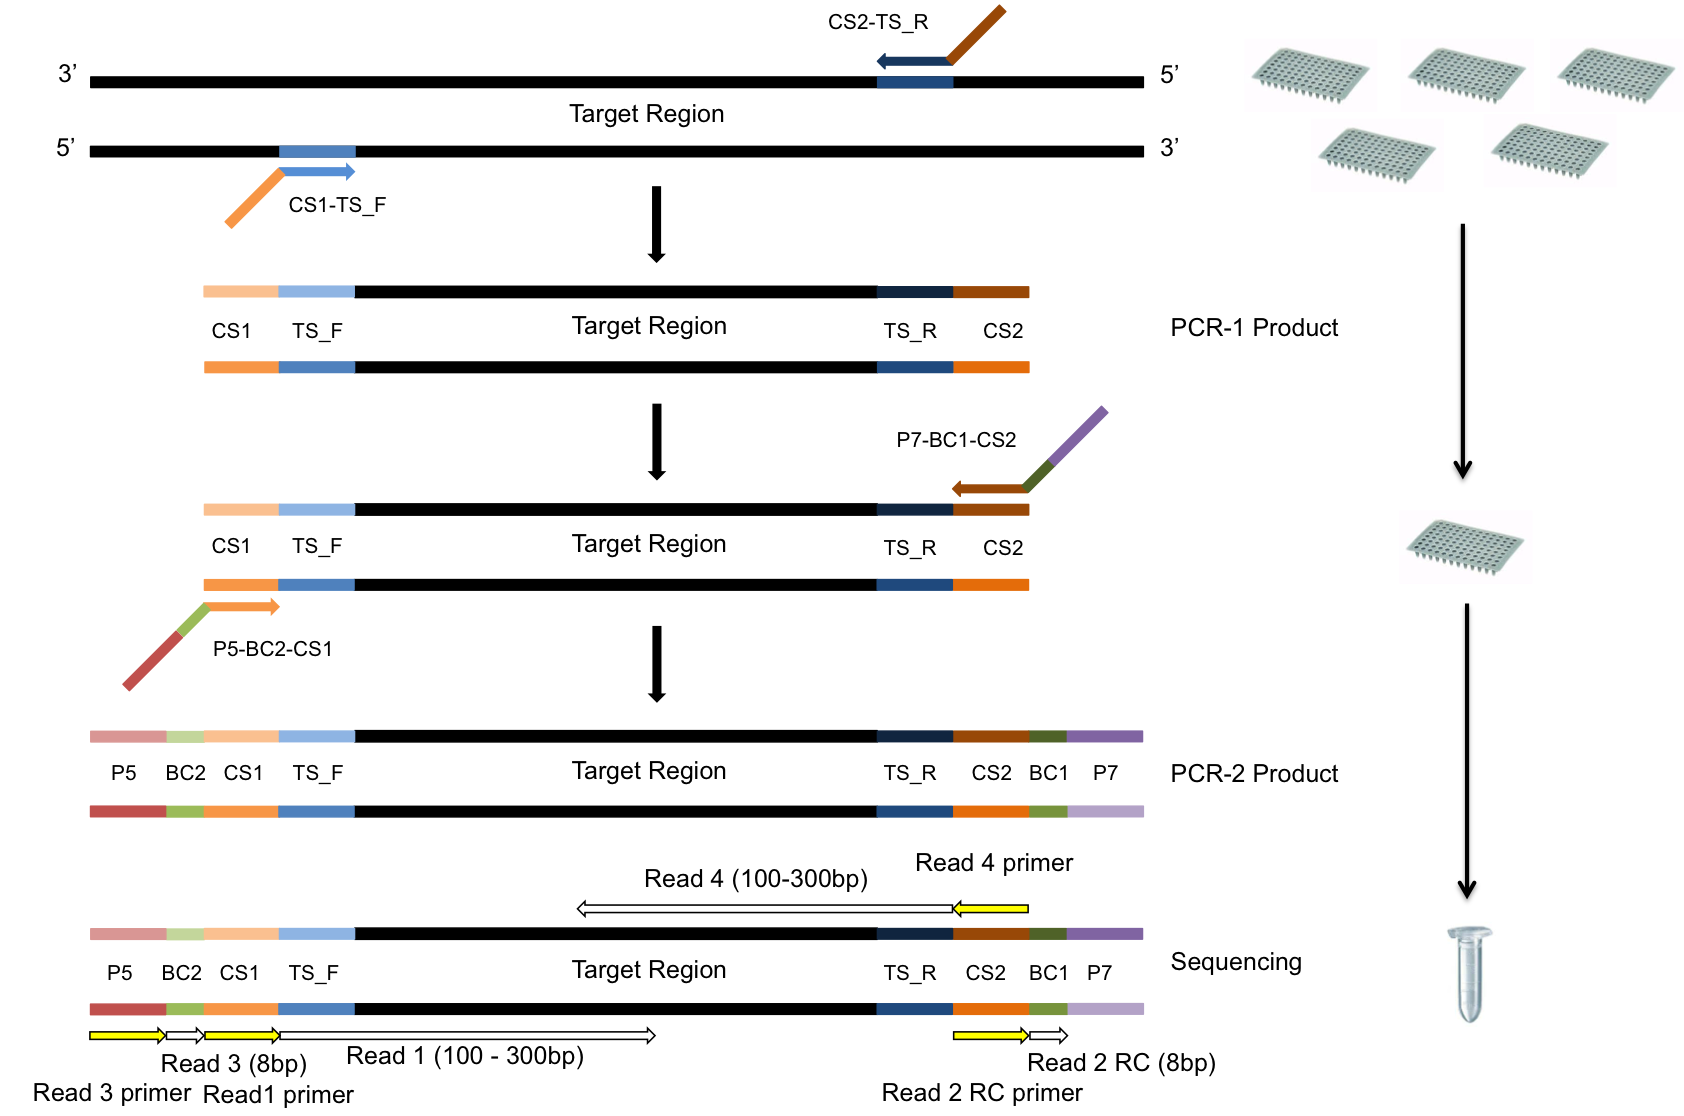 CS2-TS_R
3’
5’
Target Region
5’
3’
CS1-TS_F
CS1
TS_F
Target Region
TS_R
CS2
PCR-1 Product
P7-BC1-CS2
CS1
TS_F
Target Region
TS_R
CS2
P5-BC2-CS1
P5
BC2
CS1
TS_F
Target Region
TS_R
CS2
BC1
P7
PCR-2 Product
Read 4 primer
Read 4 (100-300bp)
P5
BC2
CS1
TS_F
Target Region
TS_R
CS2
BC1
P7
Sequencing
Read 3 (8bp)
Read 1 (100 - 300bp)
Read 2 RC (8bp)
Read 3 primer
Read1 primer
Read 2 RC primer